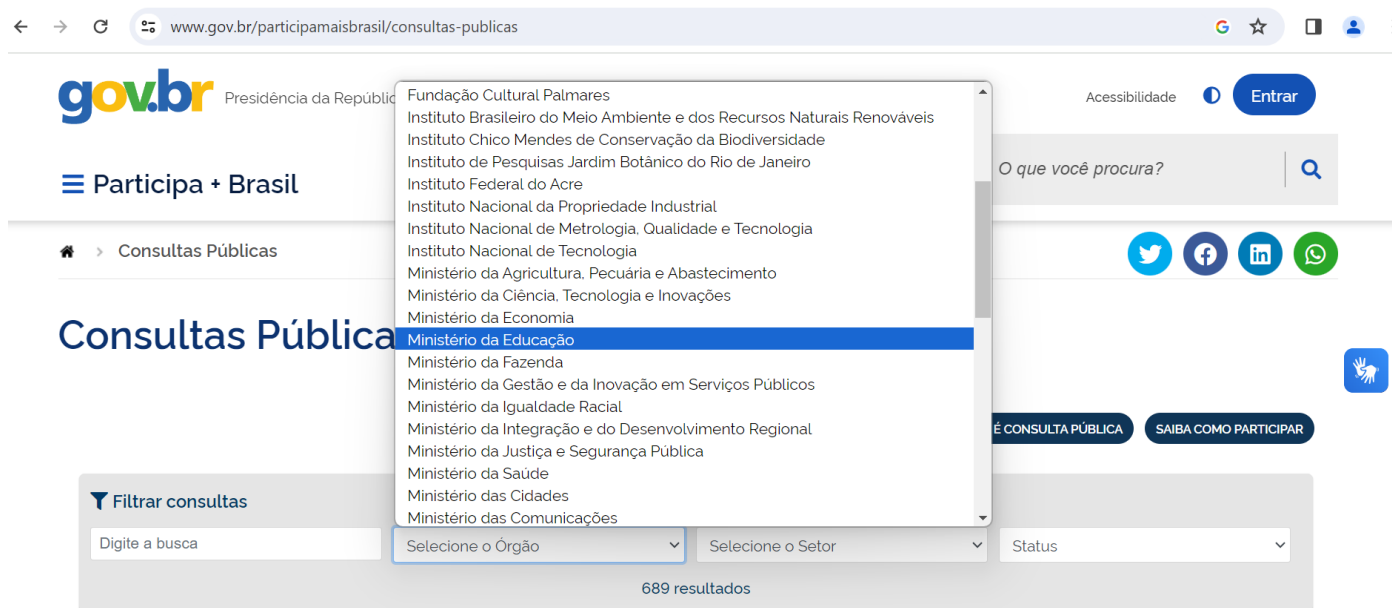 www.gov.br/participamaisbrasil/consultas-publicas
gov.br
Presidência da Repúblic
Acessibilidade
Entrar
Participa + Brasil
O que você procura?
Consultas Públicas
Consultas Pública
Fundação Cultural Palmares
Instituto Brasileiro do Meio Ambiente e dos Recursos Naturais Renováveis
Instituto Chico Mendes de Conservação da Biodiversidade
Instituto de Pesquisas Jardim Botânico do Rio de Janeiro
Instituto Federal do Acre
Instituto Nacional da Propriedade Industrial
Instituto Nacional de Metrologia, Qualidade e Tecnologia
Instituto Nacional de Tecnologia
Ministério da Agricultura, Pecuária e Abastecimento
Ministério da Ciência, Tecnologia e Inovações
Ministério da Economia
Ministério da Educação
Ministério da Fazenda
Ministério da Gestão e da Inovação em Serviços Públicos
Ministério da Igualdade Racial
Ministério da Integração e do Desenvolvimento Regional
Ministério da Justiça e Segurança Pública
Ministério da Saúde
Ministério das Cidades
Ministério das Comunicações
É CONSULTA PÚBLICA
SAIBA COMO PARTICIPAR
Filtrar consultas
Digite a busca
Selecione o Órgão
Selecione o Setor
Status
689 resultados